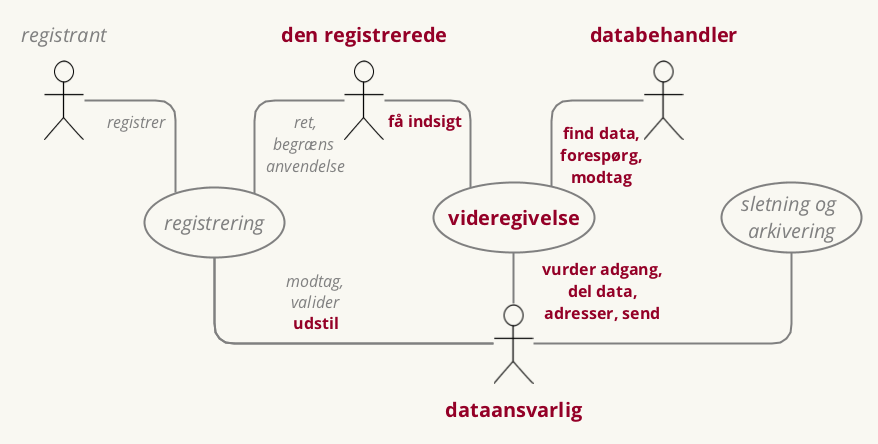 registrant
den registrerede
databehandler
registrer
ret,
begræns
anvendelse
få indsigt
find data,
forespørg,
modtag
registrering
videregivelse
sletning og
arkivering
modtag,
valider
udstil
vurder adgang,
del data,
adresser, send
dataansvarlig